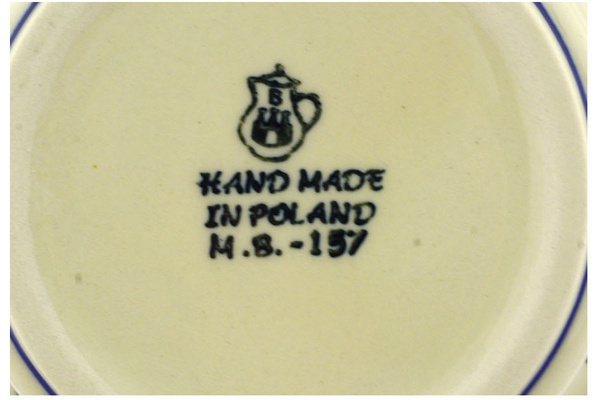 B
HAND MADE
IN POLAND
M.B.-157